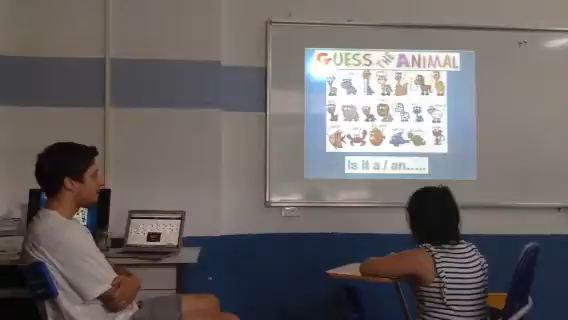 GUESS THE ANIMAL
Is it a / an.....